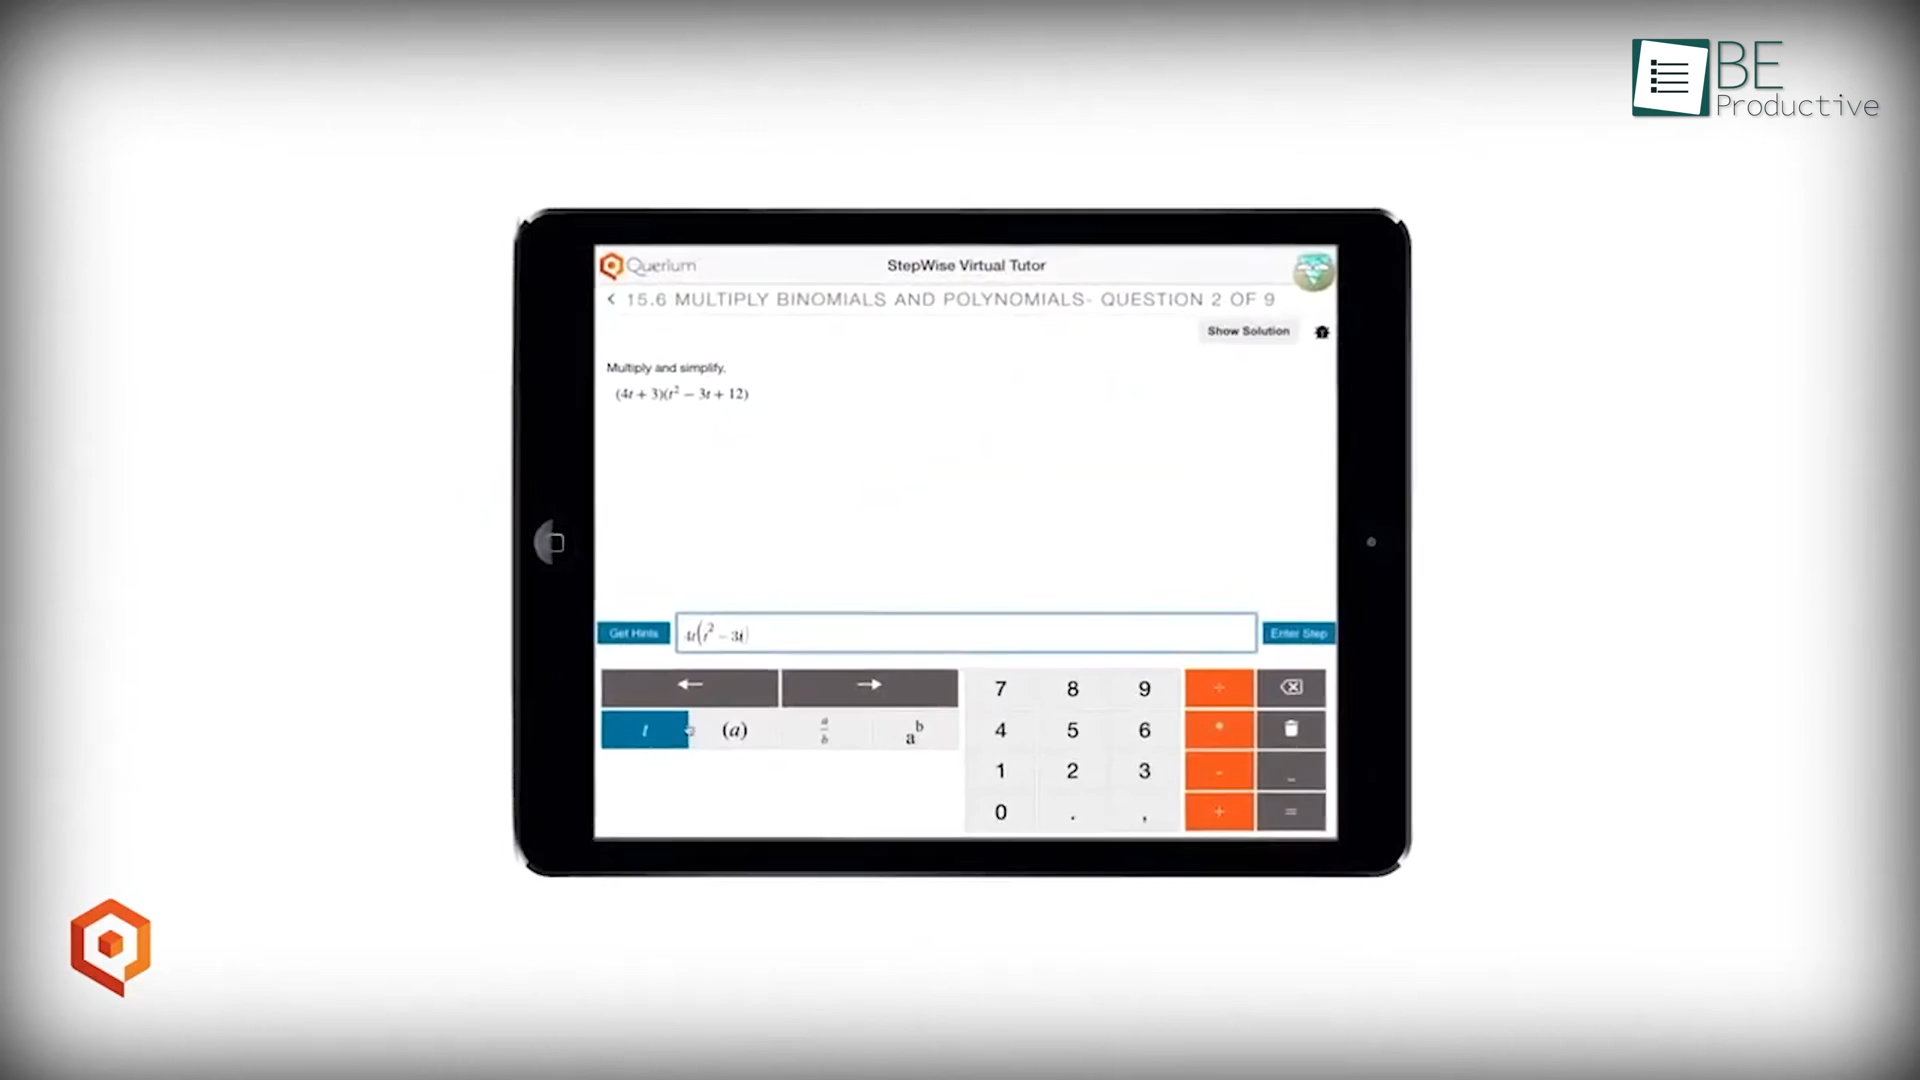 BE
Productive
Querium
StepWise Virtual Tutor
< 15.6 MULTIPLY BINOMIALS AND POLYNOMIALS- QUESTION 2 OF 9
Show Solution
Multiply and simplify.
(4t + 3)(t² − 3t + 12)
Get Hints
4t(t² − 3t)
Enter Step
← → 7 8 9 ÷
t (a) a/b aᵇ 4 5 6 *
1 2 3 - _
0 . , + =